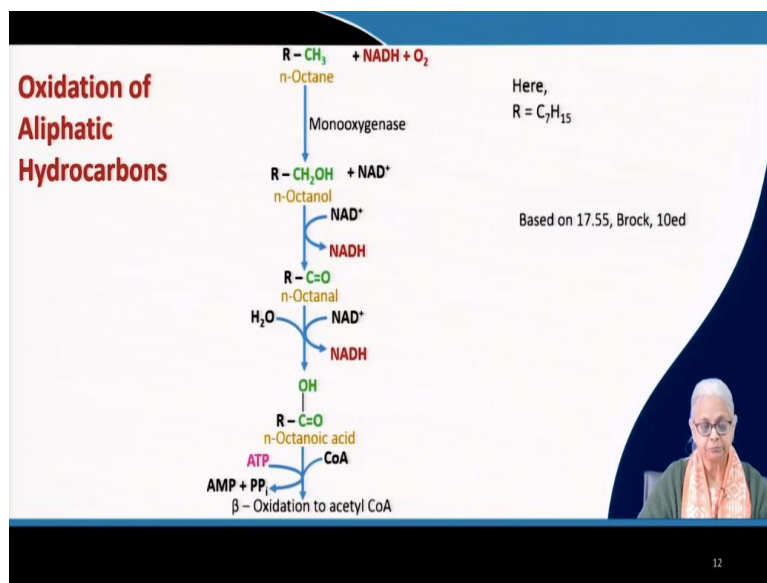 Oxidation of
Aliphatic
Hydrocarbons
R – CH₃ + NADH + O₂
n-Octane
Monooxygenase
R – CH₂OH + NAD⁺
n-Octanol
NAD⁺
NADH
R – C=O
n-Octanal
H₂O NAD⁺
NADH
OH
R – C=O
n-Octanoic acid
ATP CoA
AMP + PPᵢ
β – Oxidation to acetyl CoA
Here,
R = C₇H₁₅
Based on 17.55, Brock, 10ed
12